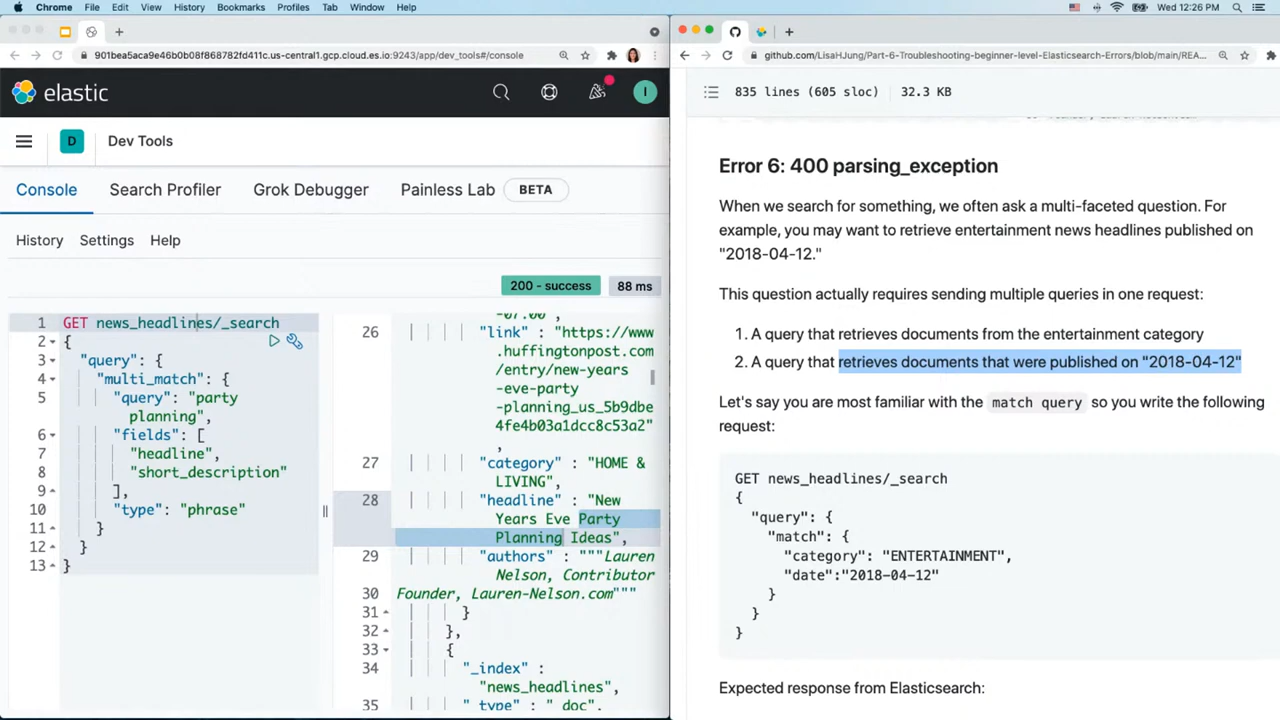 Chrome File Edit View History Bookmarks Profiles Tab Window Help
Wed 12:26 PM
901bea5aca9e46b0b08f868782fd411c.us-central1.gcp.cloud.es.io:9243/app/dev_tools#/console
elastic
I
D Dev Tools
Console Search Profiler Grok Debugger Painless Lab BETA
History Settings Help
200 - success 88 ms
1 GET news_headlines/_search
2 {
3 "query": {
4 "multi_match": {
5 "query": "party
planning",
6 "fields": [
7 "headline",
8 "short_description"
9 ],
10 "type": "phrase"
11 }
12 }
13 }
-07:00"
26 "link" : "https://www
.huffingtonpost.com
/entry/new-years
-eve-party
-planning_us_5b9dbe
4fe4b03a1dcc8c53a2"
,
27 "category" : "HOME &
LIVING",
28 "headline" : "New
Years Eve Party
Planning Ideas",
29 "authors" : """Lauren
Nelson, Contributor
30 Founder, Lauren-Nelson.com"""
31 }
32 },
33 {
34 "_index" :
"news_headlines",
35 "_type" : "_doc",
github.com/LisaHJung/Part-6-Troubleshooting-beginner-level-Elasticsearch-Errors/blob/main/REA...
835 lines (605 sloc) 32.3 KB
Error 6: 400 parsing_exception
When we search for something, we often ask a multi-faceted question. For
example, you may want to retrieve entertainment news headlines published on
"2018-04-12."
This question actually requires sending multiple queries in one request:
1. A query that retrieves documents from the entertainment category
2. A query that retrieves documents that were published on "2018-04-12"
Let's say you are most familiar with the match query so you write the following
request:
GET news_headlines/_search
{
"query": {
"match": {
"category": "ENTERTAINMENT",
"date":"2018-04-12"
}
}
}
Expected response from Elasticsearch: